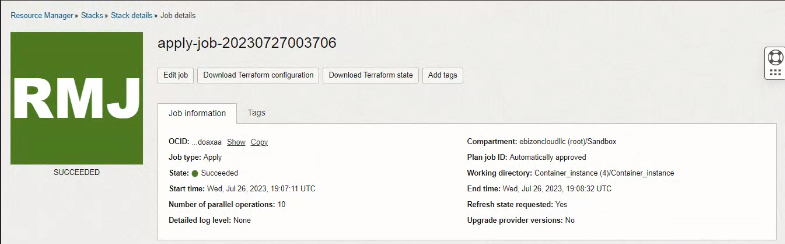 Resource Manager » Stacks » Stack details » Job details
RMJ
SUCCEEDED
apply-job-20230727003706
Edit job Download Terraform configuration Download Terraform state Add tags
Job information Tags
OCID: ...doaxaa Show Copy
Job type: Apply
State: Succeeded
Start time: Wed, Jul 26, 2023, 19:07:11 UTC
Number of parallel operations: 10
Detailed log level: None
Compartment: obizoncloudllc (root)/Sandbox
Plan job ID: Automatically approved
Working directory: Container_instance (4)/Container_instance
End time: Wed, Jul 26, 2023, 19:08:32 UTC
Refresh state requested: Yes
Upgrade provider versions: No